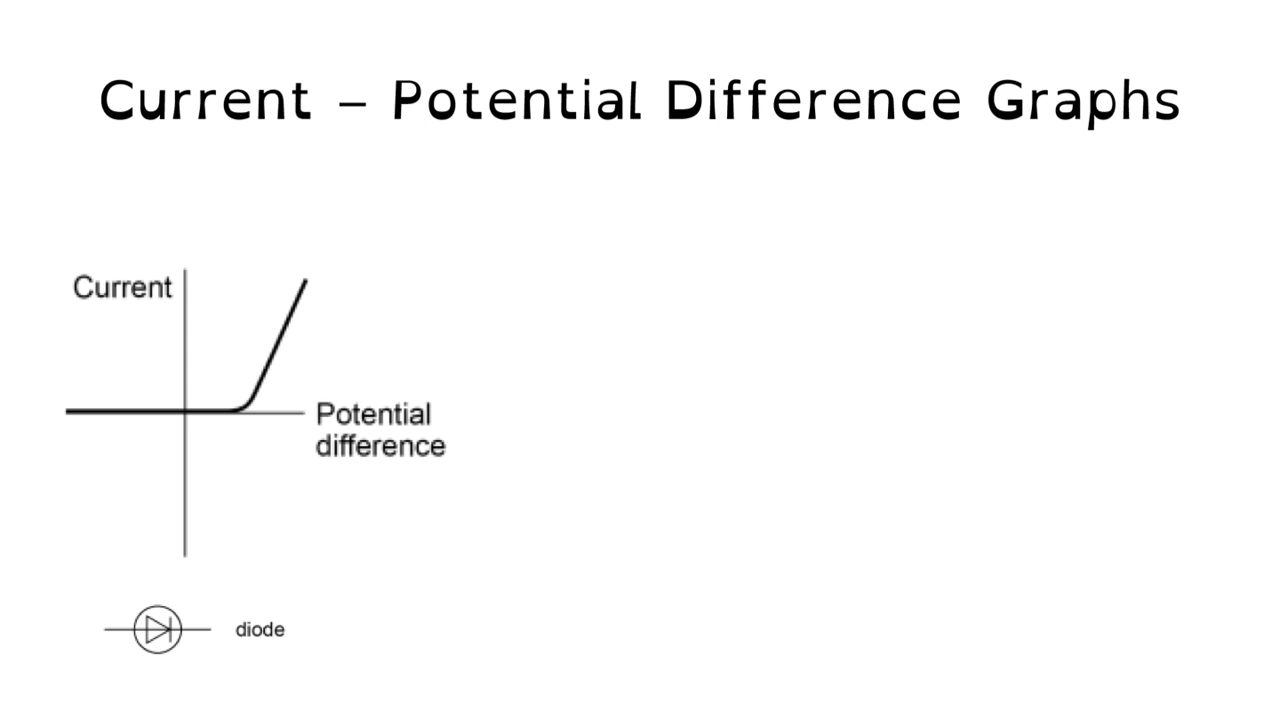 Current – Potential Difference Graphs
Current
Potential
difference
diode